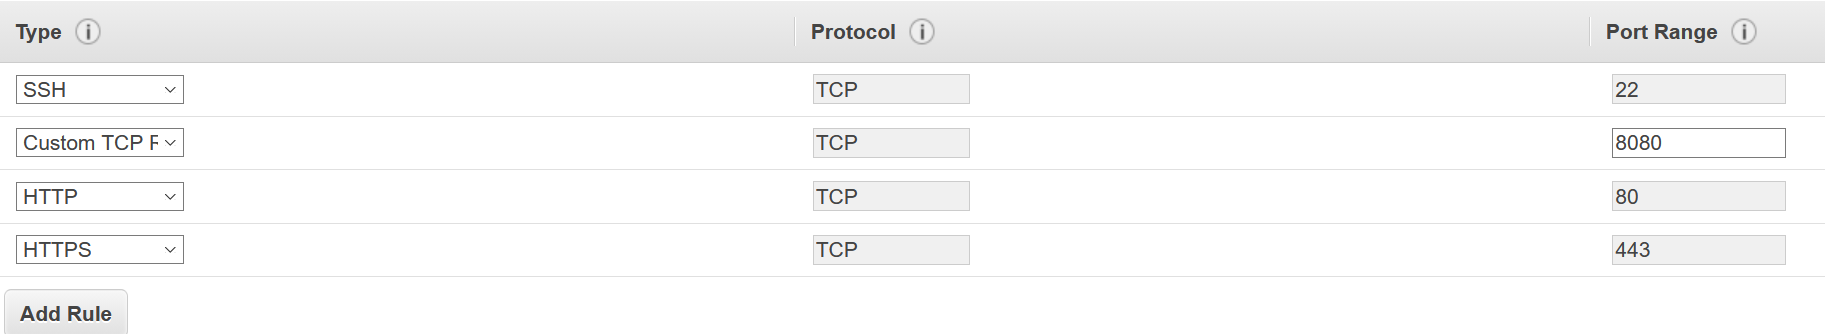 Type Protocol Port Range
SSH TCP 22
Custom TCP R TCP 8080
HTTP TCP 80
HTTPS TCP 443
Add Rule